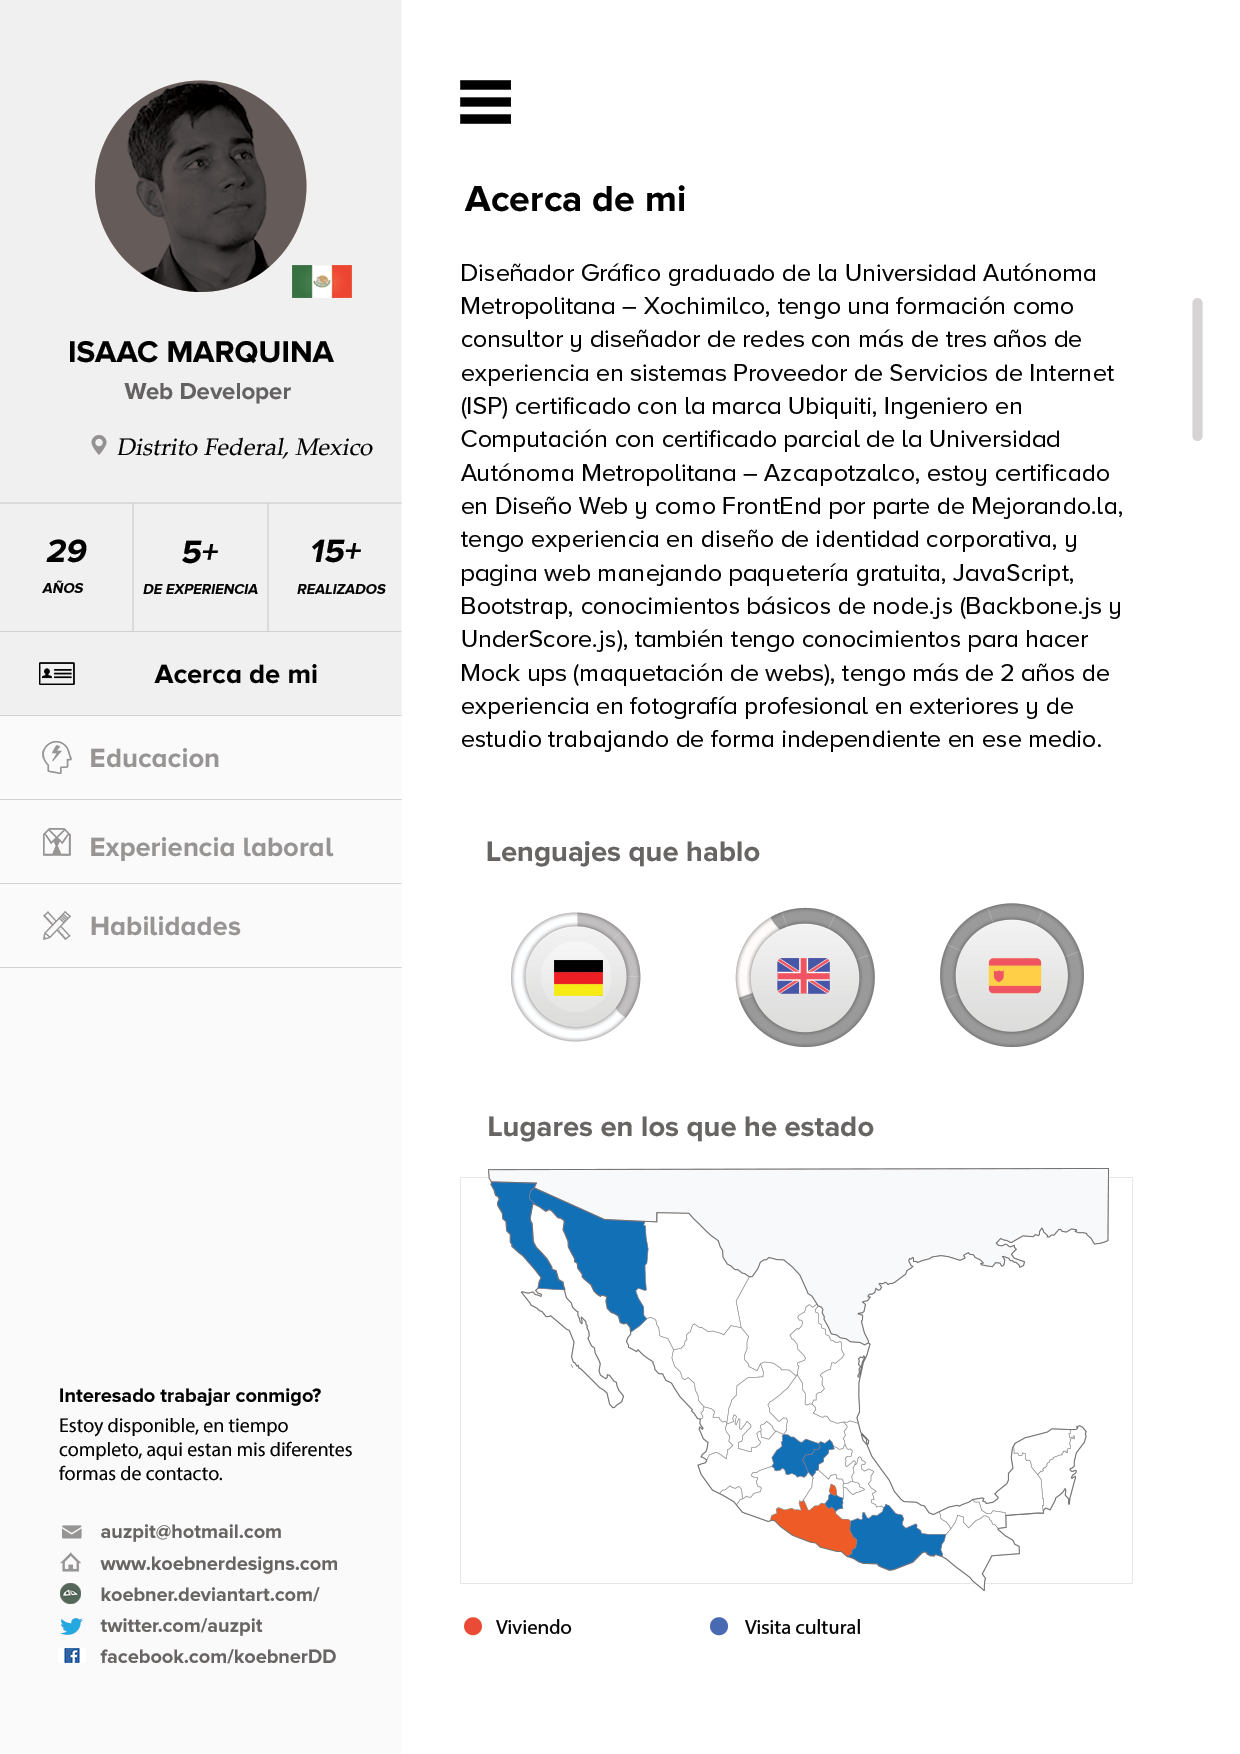 ISAAC MARQUINA
Web Developer
Distrito Federal, Mexico
29
AÑOS
5+
DE EXPERIENCIA
15+
REALIZADOS
Acerca de mi
Educacion
Experiencia laboral
Habilidades
Interesado trabajar conmigo?
Estoy disponible, en tiempo
completo, aqui estan mis diferentes
formas de contacto.
auzpit@hotmail.com
www.koebnerdesigns.com
koebner.deviantart.com/
twitter.com/auzpit
facebook.com/koebnerDD
Acerca de mi
Diseñador Gráfico graduado de la Universidad Autónoma
Metropolitana – Xochimilco, tengo una formación como
consultor y diseñador de redes con más de tres años de
experiencia en sistemas Proveedor de Servicios de Internet
(ISP) certificado con la marca Ubiquiti, Ingeniero en
Computación con certificado parcial de la Universidad
Autónoma Metropolitana – Azcapotzalco, estoy certificado
en Diseño Web y como FrontEnd por parte de Mejorando.la,
tengo experiencia en diseño de identidad corporativa, y
pagina web manejando paquetería gratuita, JavaScript,
Bootstrap, conocimientos básicos de node.js (Backbone.js y
UnderScore.js), también tengo conocimientos para hacer
Mock ups (maquetación de webs), tengo más de 2 años de
experiencia en fotografía profesional en exteriores y de
estudio trabajando de forma independiente en ese medio.
Lenguajes que hablo
Lugares en los que he estado
Viviendo
Visita cultural